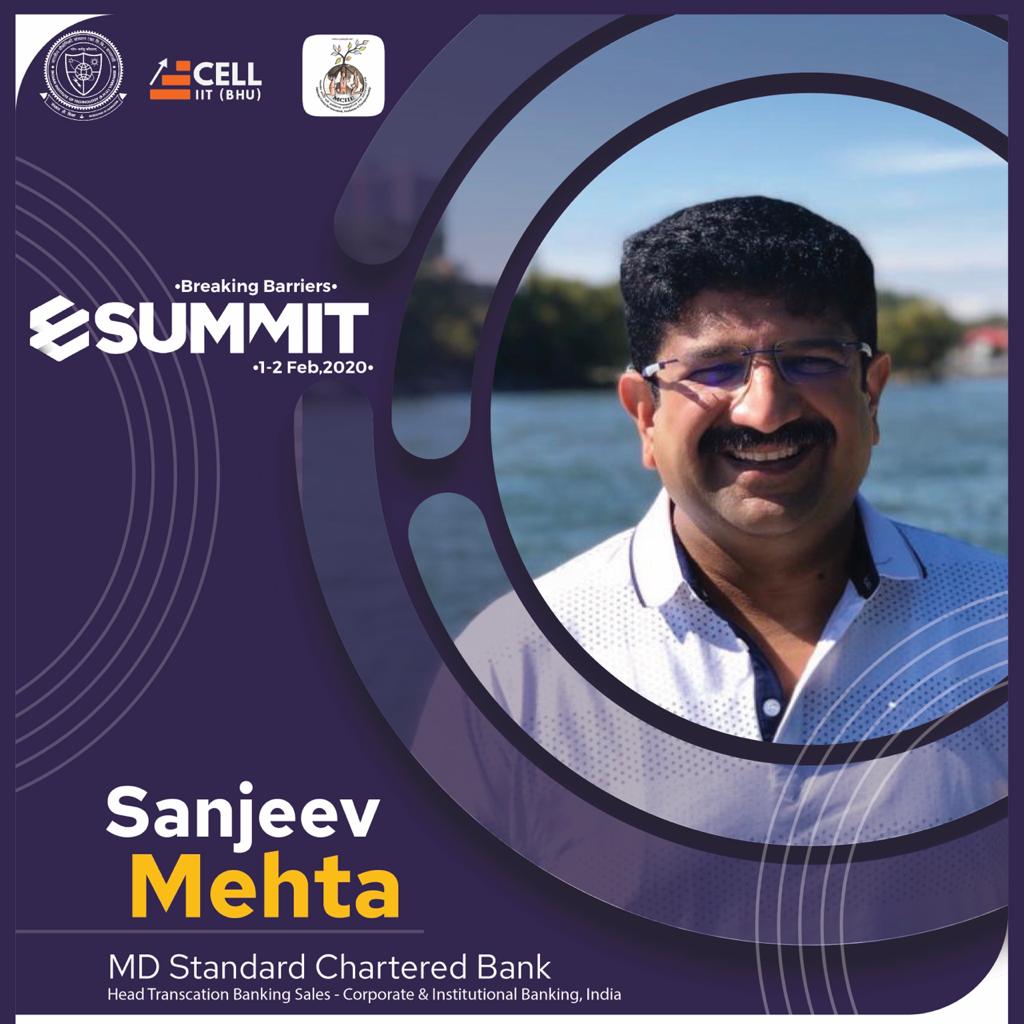 CELL
IIT (BHU)
MCIIE
•Breaking Barriers•
SUMMIT
•1-2 Feb,2020•
Sanjeev
Mehta
MD Standard Chartered Bank
Head Transcation Banking Sales - Corporate & Institutional Banking, India